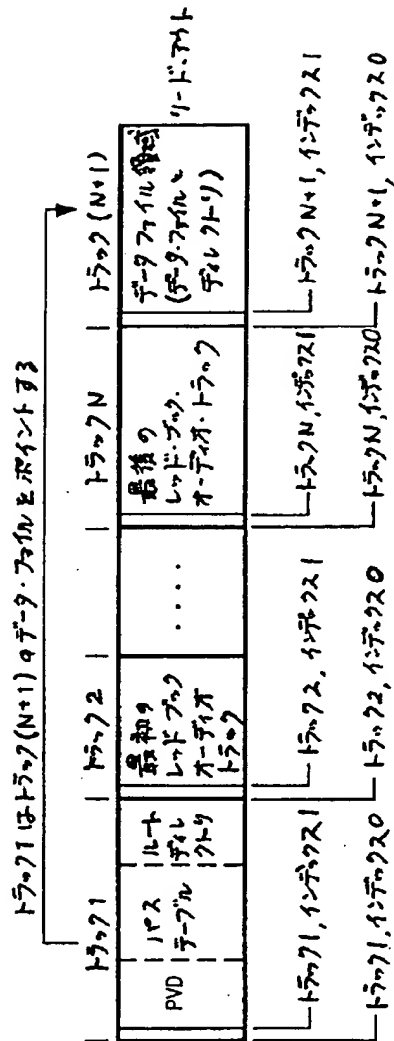 トラック1はトラック(N+1)のデータ・ファイルをポイントする
トラック1
トラック2
トラックN
トラック(N+1)
PVD
パス
テーブル
ルート
ディレ
クトリ
最初の
レッドブック
オーディオ
トラック
・・・・
最後の
レッド・ブック・
オーディオ・トラック
データファイル領域
(データ・ファイルと
ディレクトリ)
リード・アウト
トラック1,インデックス1
トラック1,インデックス0
トラック2,インデックス1
トラック2,インデックス0
トラックN,インデックス1
トラックN,インデックス0
トラックN+1,インデックス1
トラックN+1,インデックス0